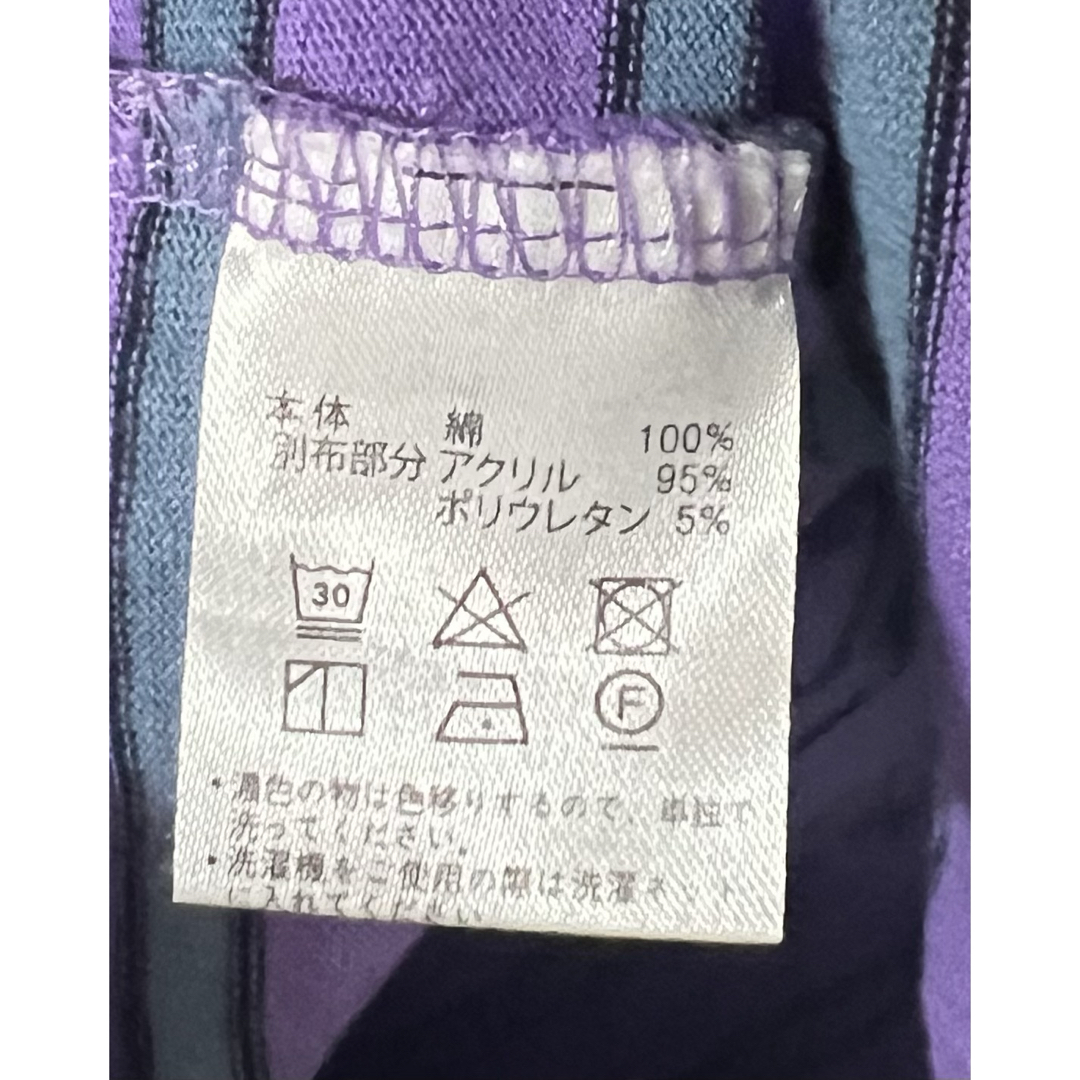 本体 綿 100%
別布部分 アクリル 95%
ポリウレタン 5%
30
F
・濃色の物は色移りするので、単独で
洗ってください。
・洗濯機をご使用の際は洗濯ネット
に入れてください